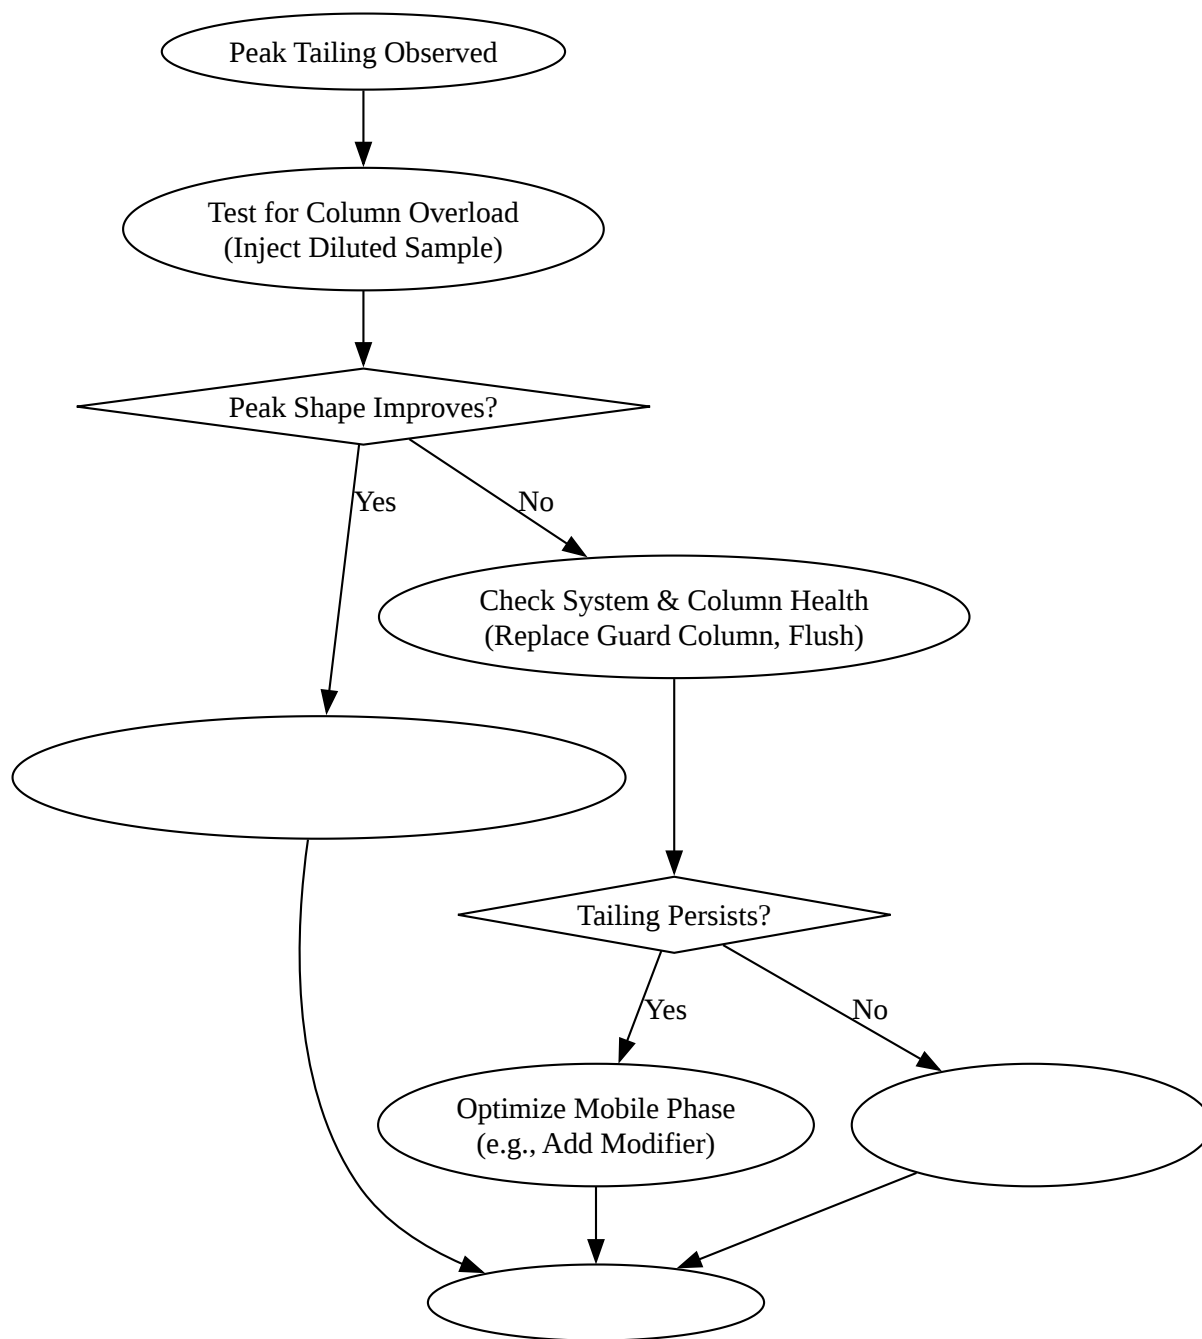 Peak Tailing Observed
Test for Column Overload
(Inject Diluted Sample)
Peak Shape Improves?
Yes
No
Check System & Column Health
(Replace Guard Column, Flush)
Tailing Persists?
Yes
No
Optimize Mobile Phase
(e.g., Add Modifier)